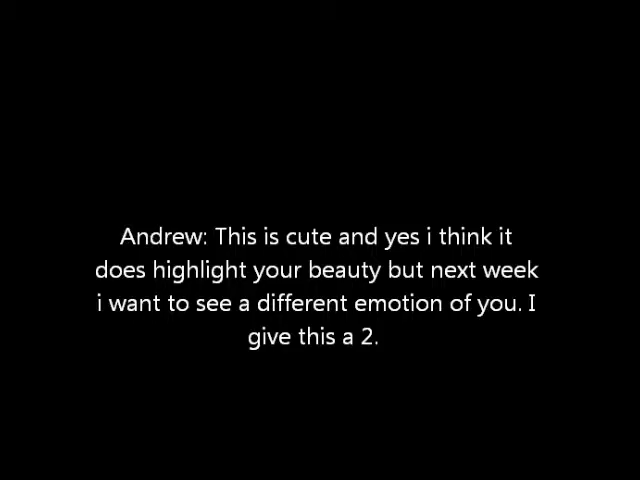 Andrew: This is cute and yes i think it
does highlight your beauty but next week
i want to see a different emotion of you. I
give this a 2.